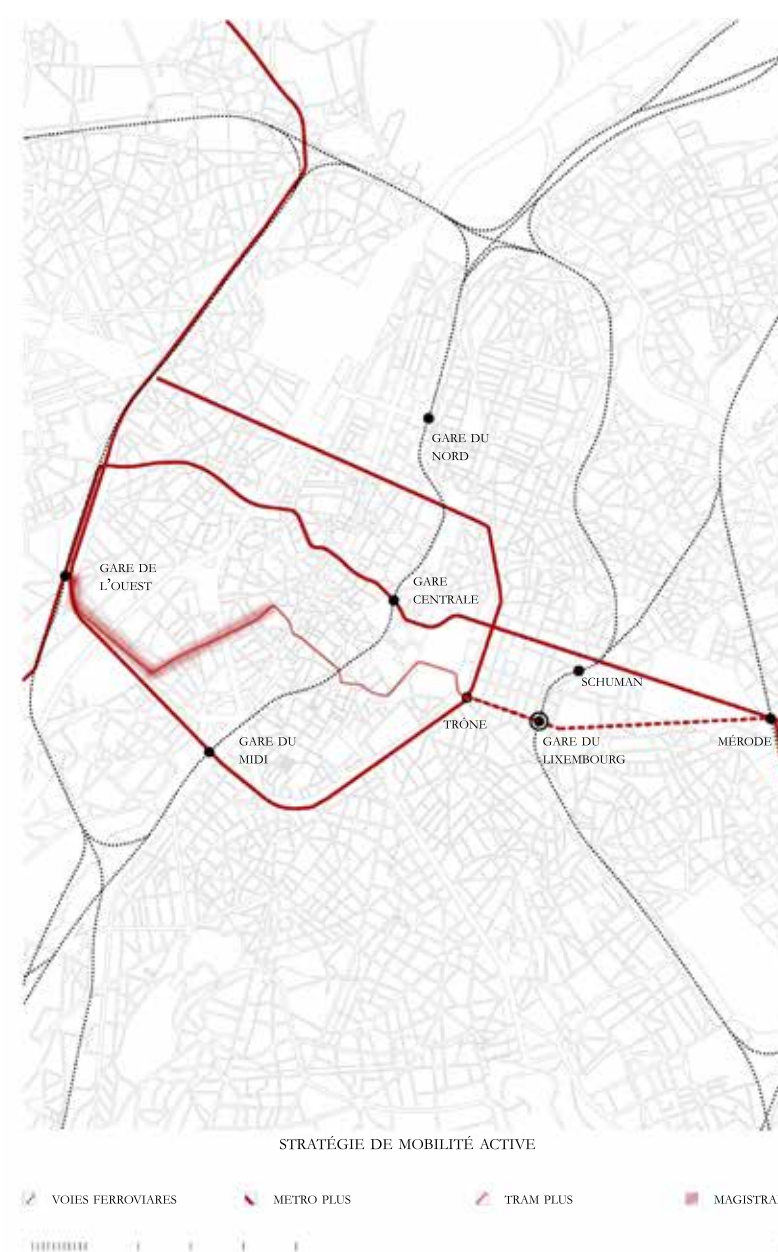 GARE DU
NORD
GARE DE
L'OUEST
GARE
CENTRALE
SCHUMAN
TRÔNE
GARE DU
LIXEMBOURG
MÉRODE
GARE DU
MIDI
STRATÉGIE DE MOBILITÉ ACTIVE
VOIES FERROVIARES
METRO PLUS
TRAM PLUS